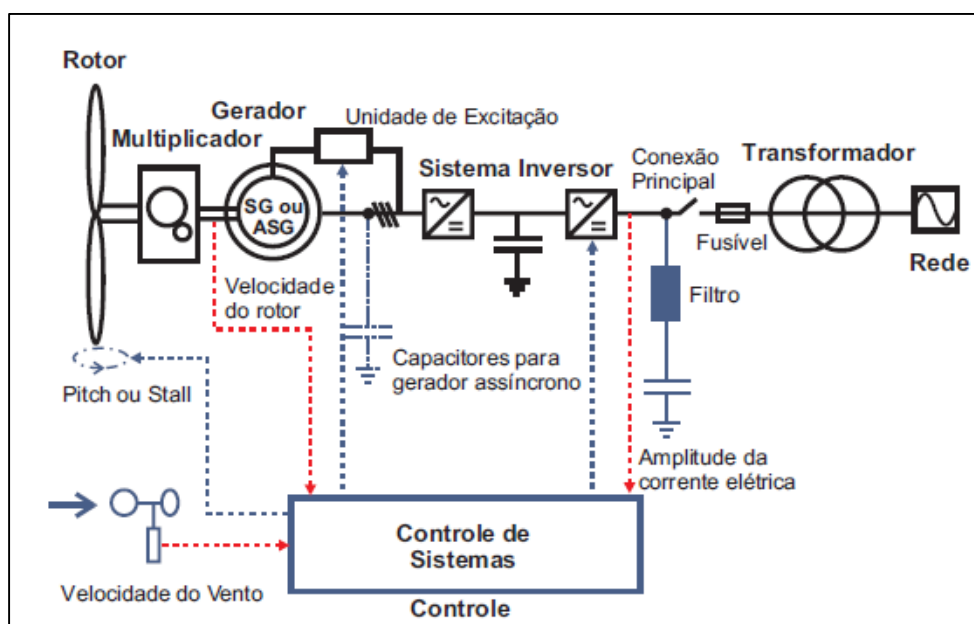 Rotor
Gerador
Unidade de Excitação
Multiplicador
Sistema Inversor
Conexão
Principal
Transformador
SG ou
ASG
Fusível
Rede
Velocidade
do rotor
Filtro
Capacitores para
gerador assíncrono
Pitch ou Stall
Amplitude da
corrente elétrica
Controle de
Sistemas
Velocidade do Vento
Controle